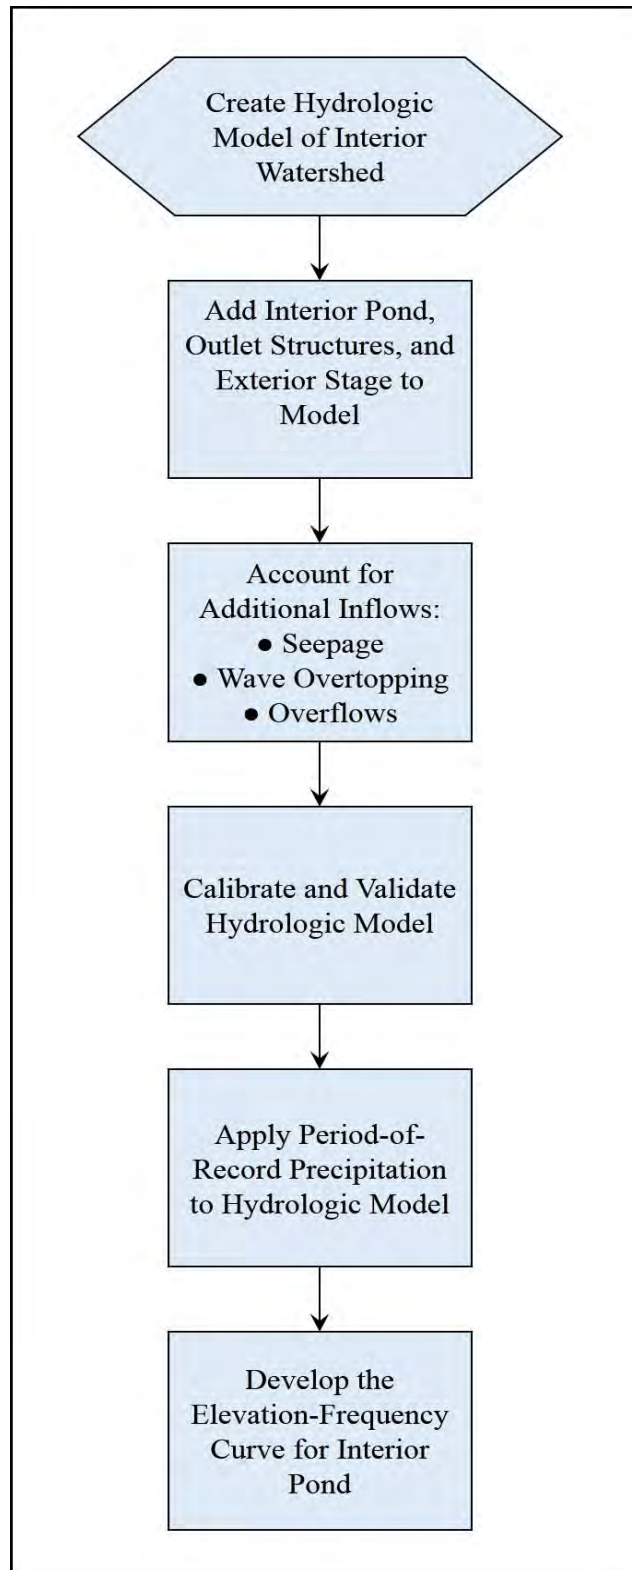 Create Hydrologic
Model of Interior
Watershed
Add Interior Pond,
Outlet Structures, and
Exterior Stage to
Model
Account for
Additional Inflows:
● Seepage
● Wave Overtopping
● Overflows
Calibrate and Validate
Hydrologic Model
Apply Period-of-
Record Precipitation
to Hydrologic Model
Develop the
Elevation-Frequency
Curve for Interior
Pond